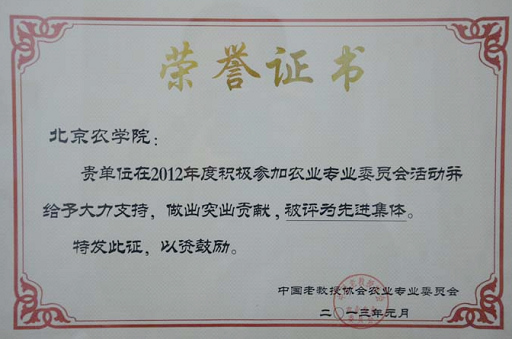 荣誉证书
北京农学院：
贵单位在2012年度积极参加农业专业委员会活动并
给予大力支持，做出突出贡献，被评为先进集体。
特发此证，以资鼓励。
中国老教授协会农业专业委员会
二〇一三年元月